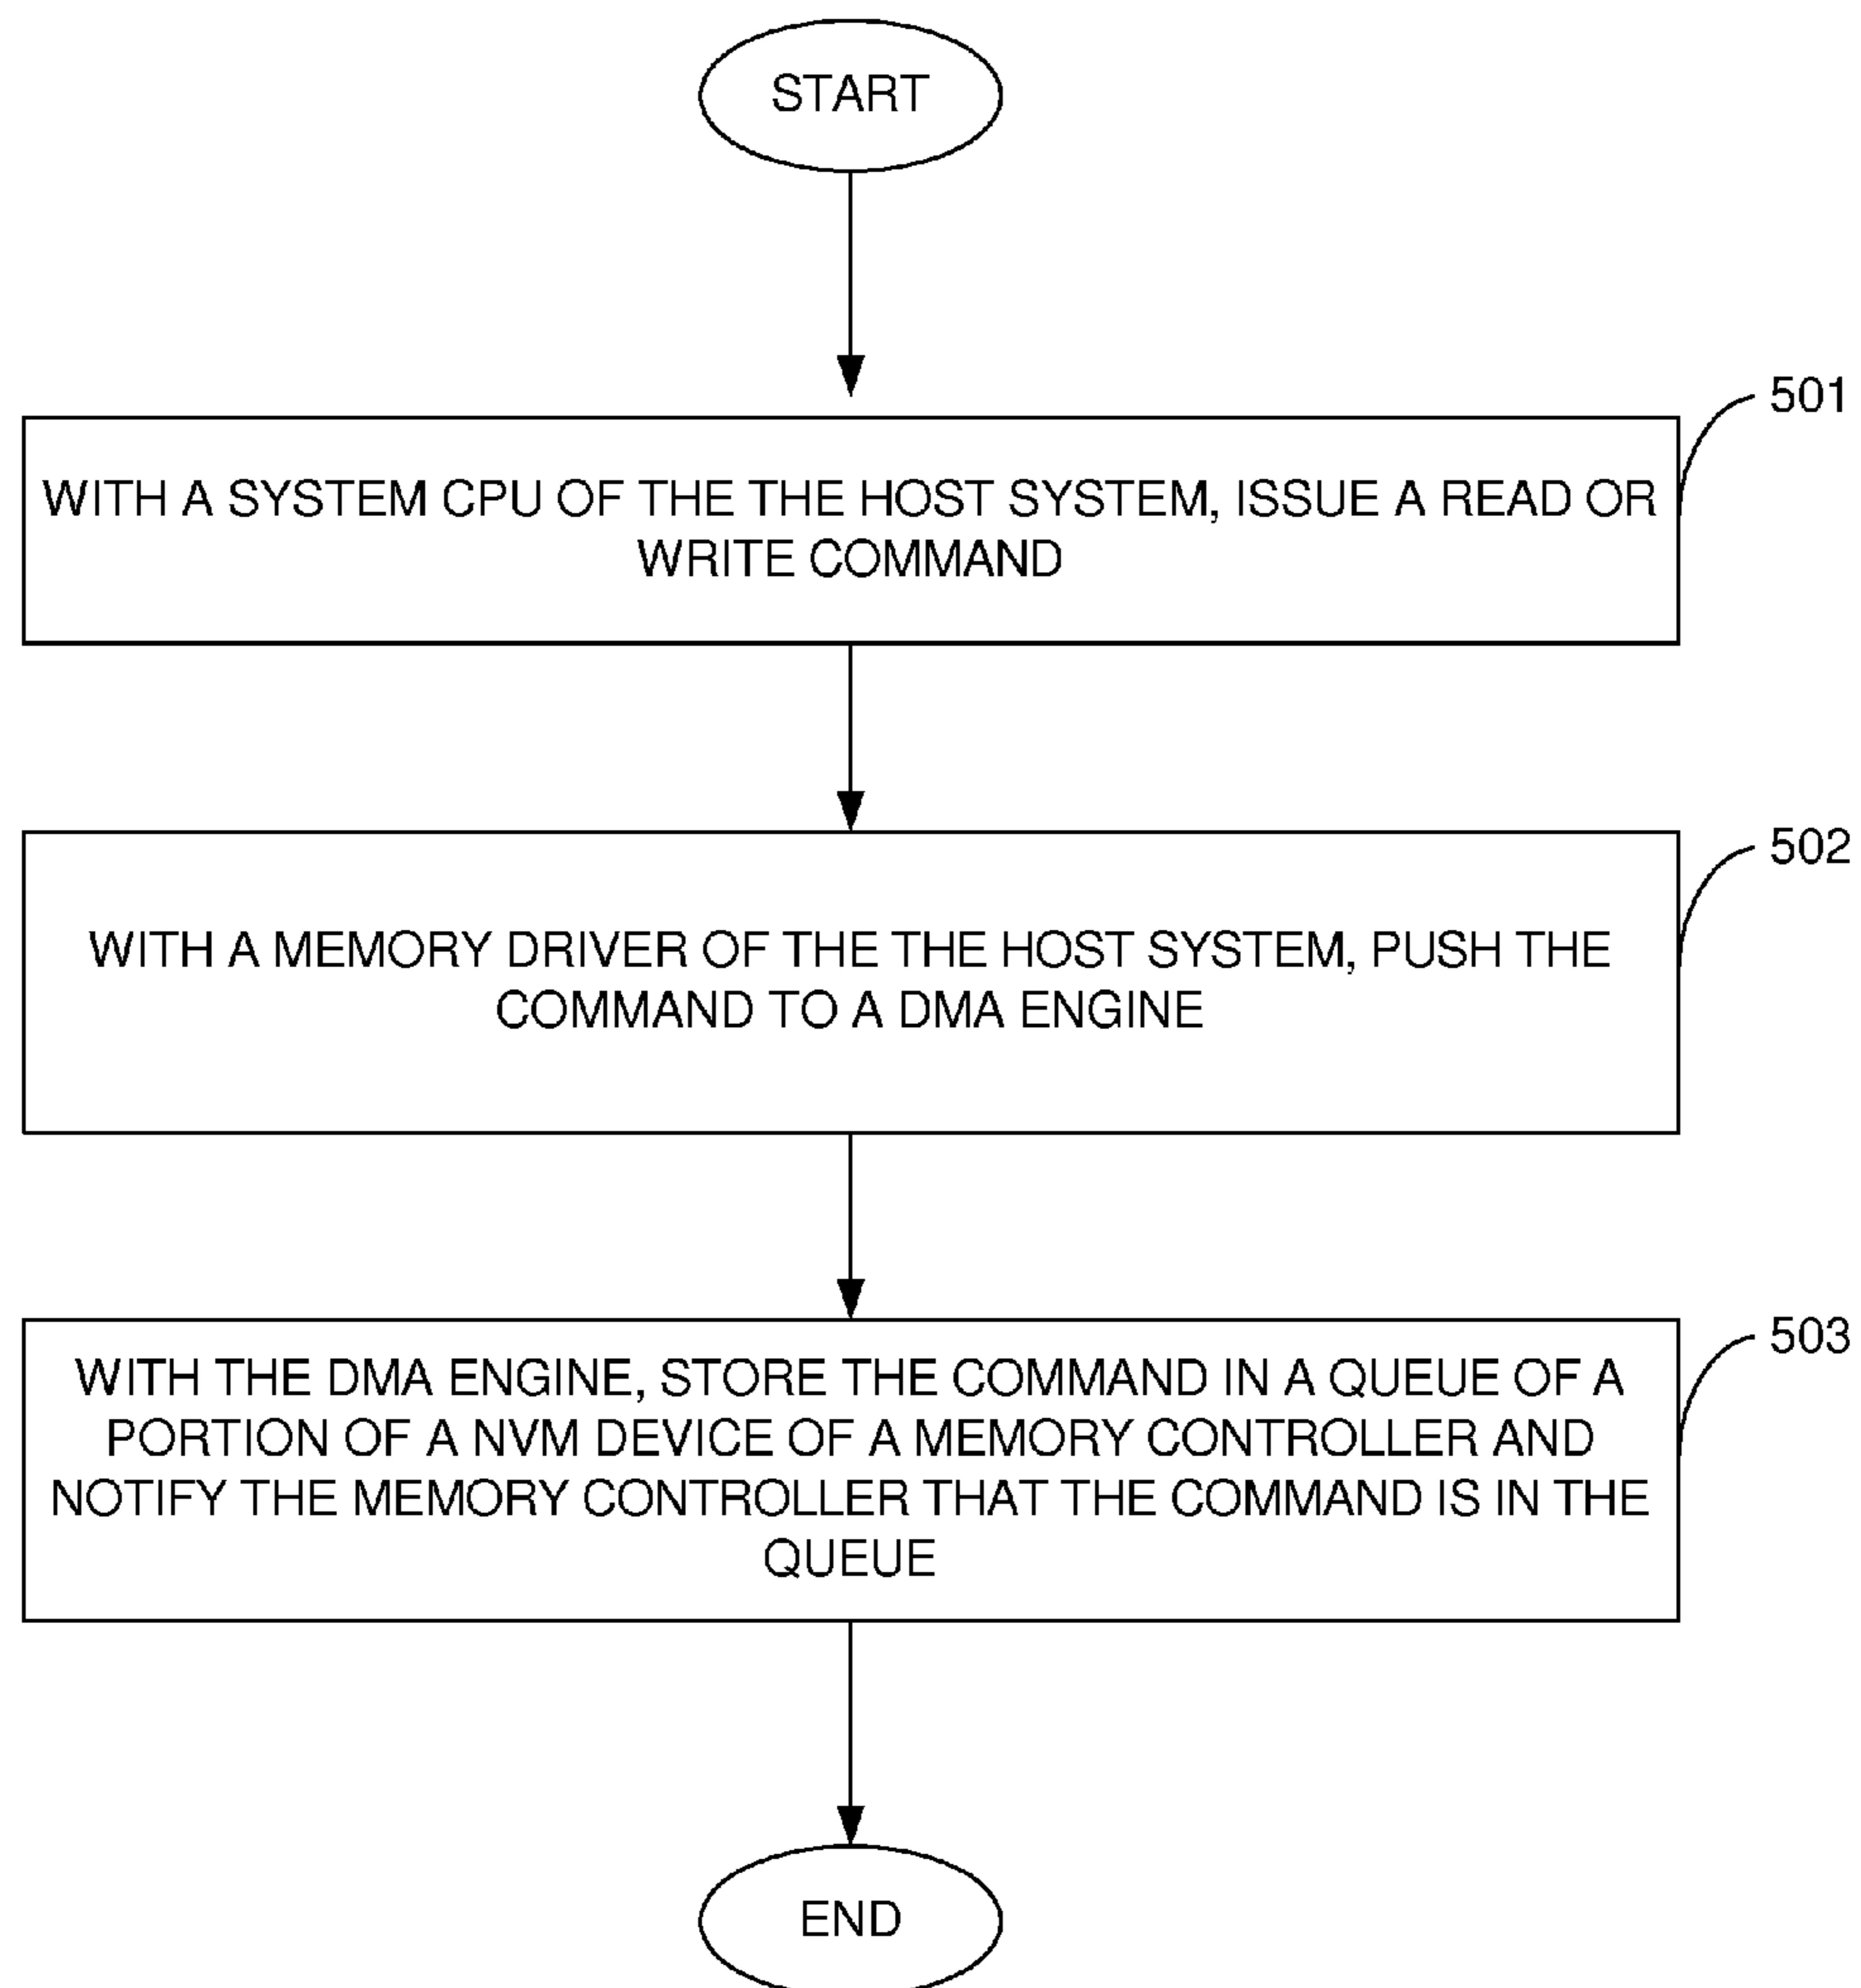 START
501
WITH A SYSTEM CPU OF THE THE HOST SYSTEM, ISSUE A READ OR
WRITE COMMAND
502
WITH A MEMORY DRIVER OF THE THE HOST SYSTEM, PUSH THE
COMMAND TO A DMA ENGINE
503
WITH THE DMA ENGINE, STORE THE COMMAND IN A QUEUE OF A
PORTION OF A NVM DEVICE OF A MEMORY CONTROLLER AND
NOTIFY THE MEMORY CONTROLLER THAT THE COMMAND IS IN THE
QUEUE
END